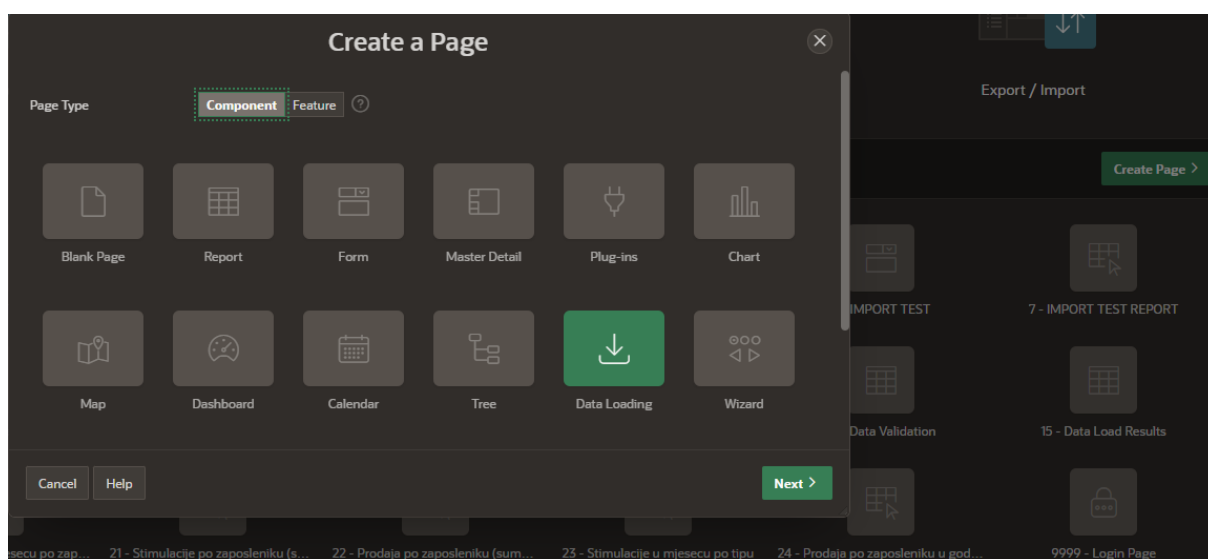 Create a Page
Export / Import
Page Type
Component
Feature
Create Page >
Blank Page
Report
Form
Master Detail
Plug-ins
Chart
IMPORT TEST
7 - IMPORT TEST REPORT
Map
Dashboard
Calendar
Tree
Data Loading
Wizard
Data Validation
15 - Data Load Results
Cancel
Help
Next >
esecu po zap...
21 - Stimulacije po zaposleniku (s...
22 - Prodaja po zaposleniku (sum...
23 - Stimulacije u mjesecu po tipu
24 - Prodaja po zaposleniku u god...
9999 - Login Page